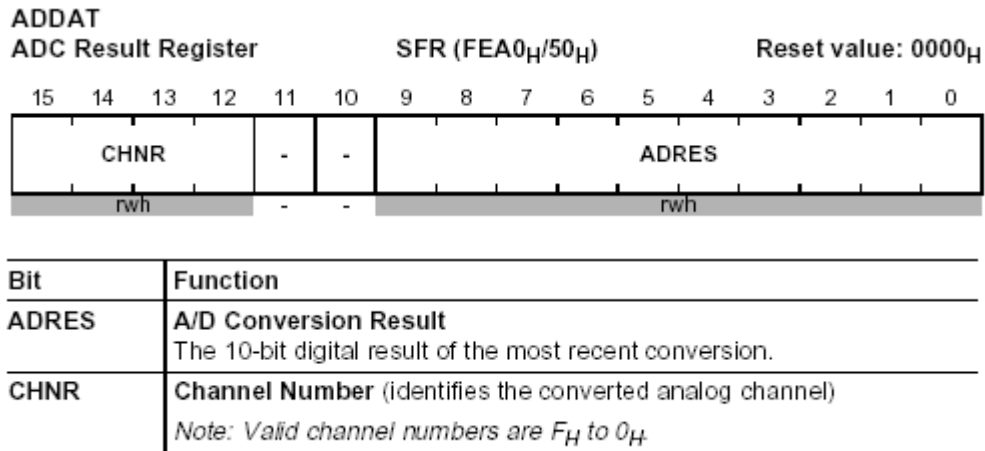 ADDAT
ADC Result Register SFR (FEA0H/50H) Reset value: 0000H
15 14 13 12 11 10 9 8 7 6 5 4 3 2 1 0
CHNR - - ADRES
rwh - - rwh
Bit Function
ADRES A/D Conversion Result
The 10-bit digital result of the most recent conversion.
CHNR Channel Number (identifies the converted analog channel)
Note: Valid channel numbers are FH to 0H.